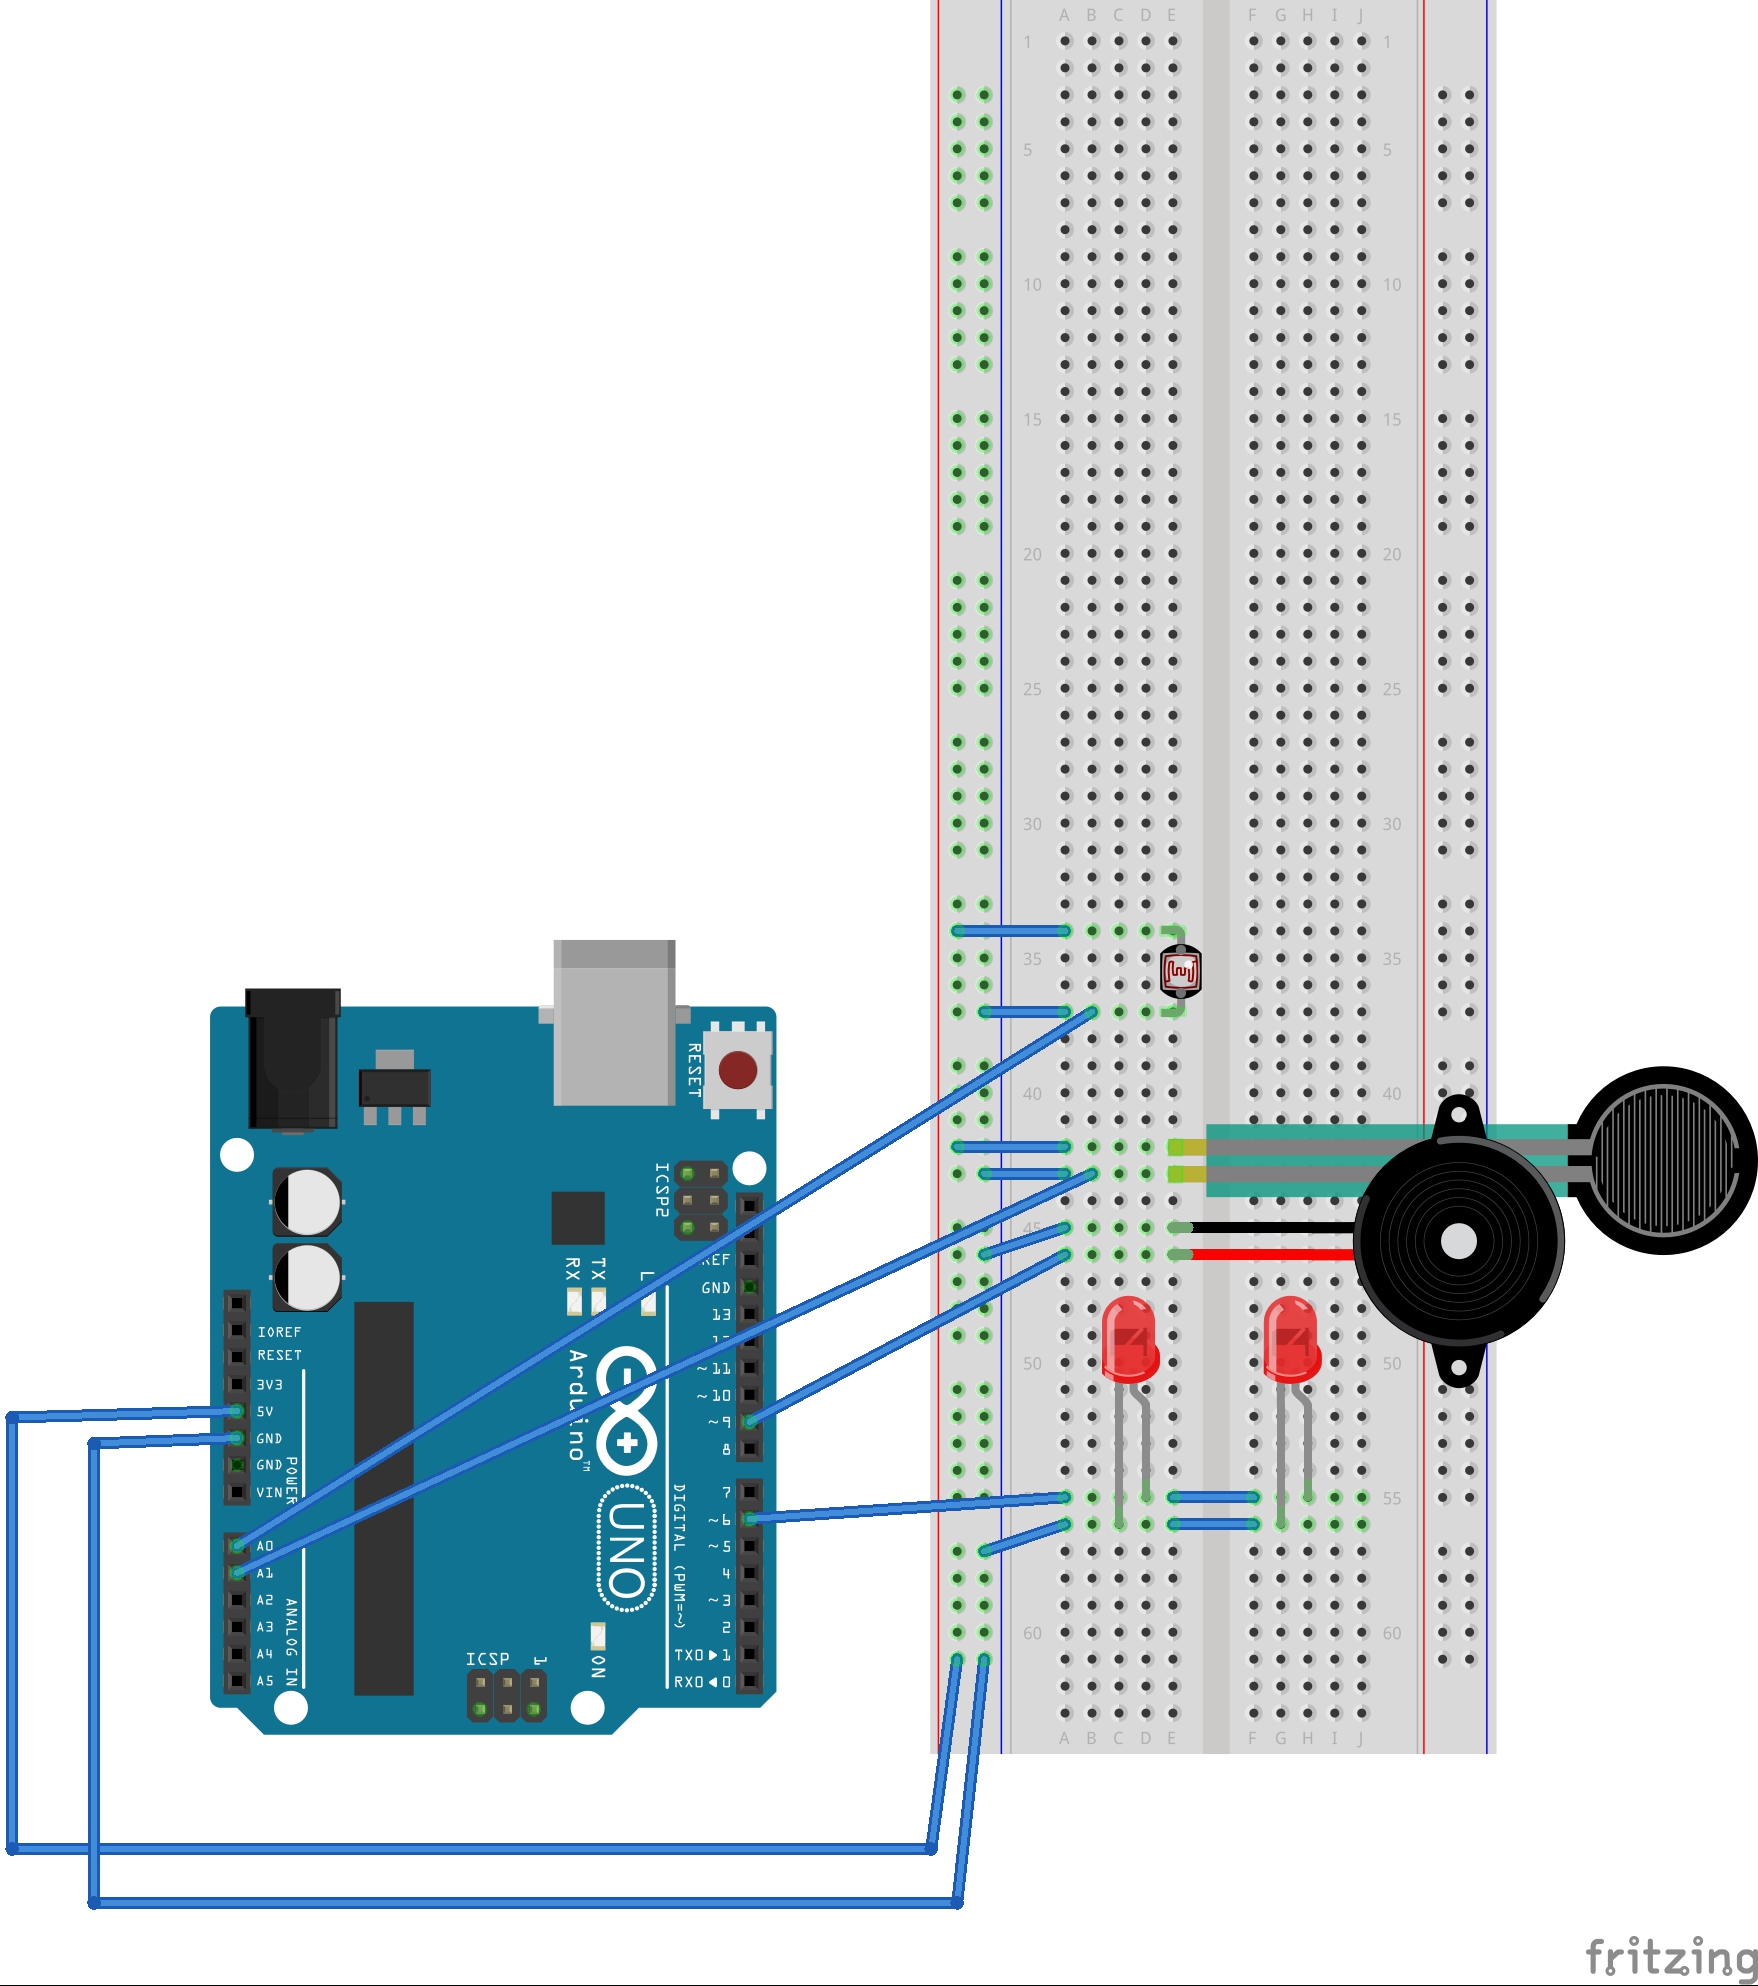 A B C D E F G H I J
1 1
5 5
10 10
15 15
20 20
25 25
30 30
35 35
40 40
45
50 50
55
60 60
A B C D E F G H I J
RESET
ICSP2
REF
GND
13
~11
~10
~9
8
7
~6
~5
4
~3
2
TX0▶1
RX0◀0
RX
TX
L
IOREF
RESET
3V3
5V
GND
GND
VIN
POWER
A0
A1
A2
A3
A4
A5
ANALOG IN
Arduino™
UNO
DIGITAL (PWM=~)
ICSP
1
ON
fritzing